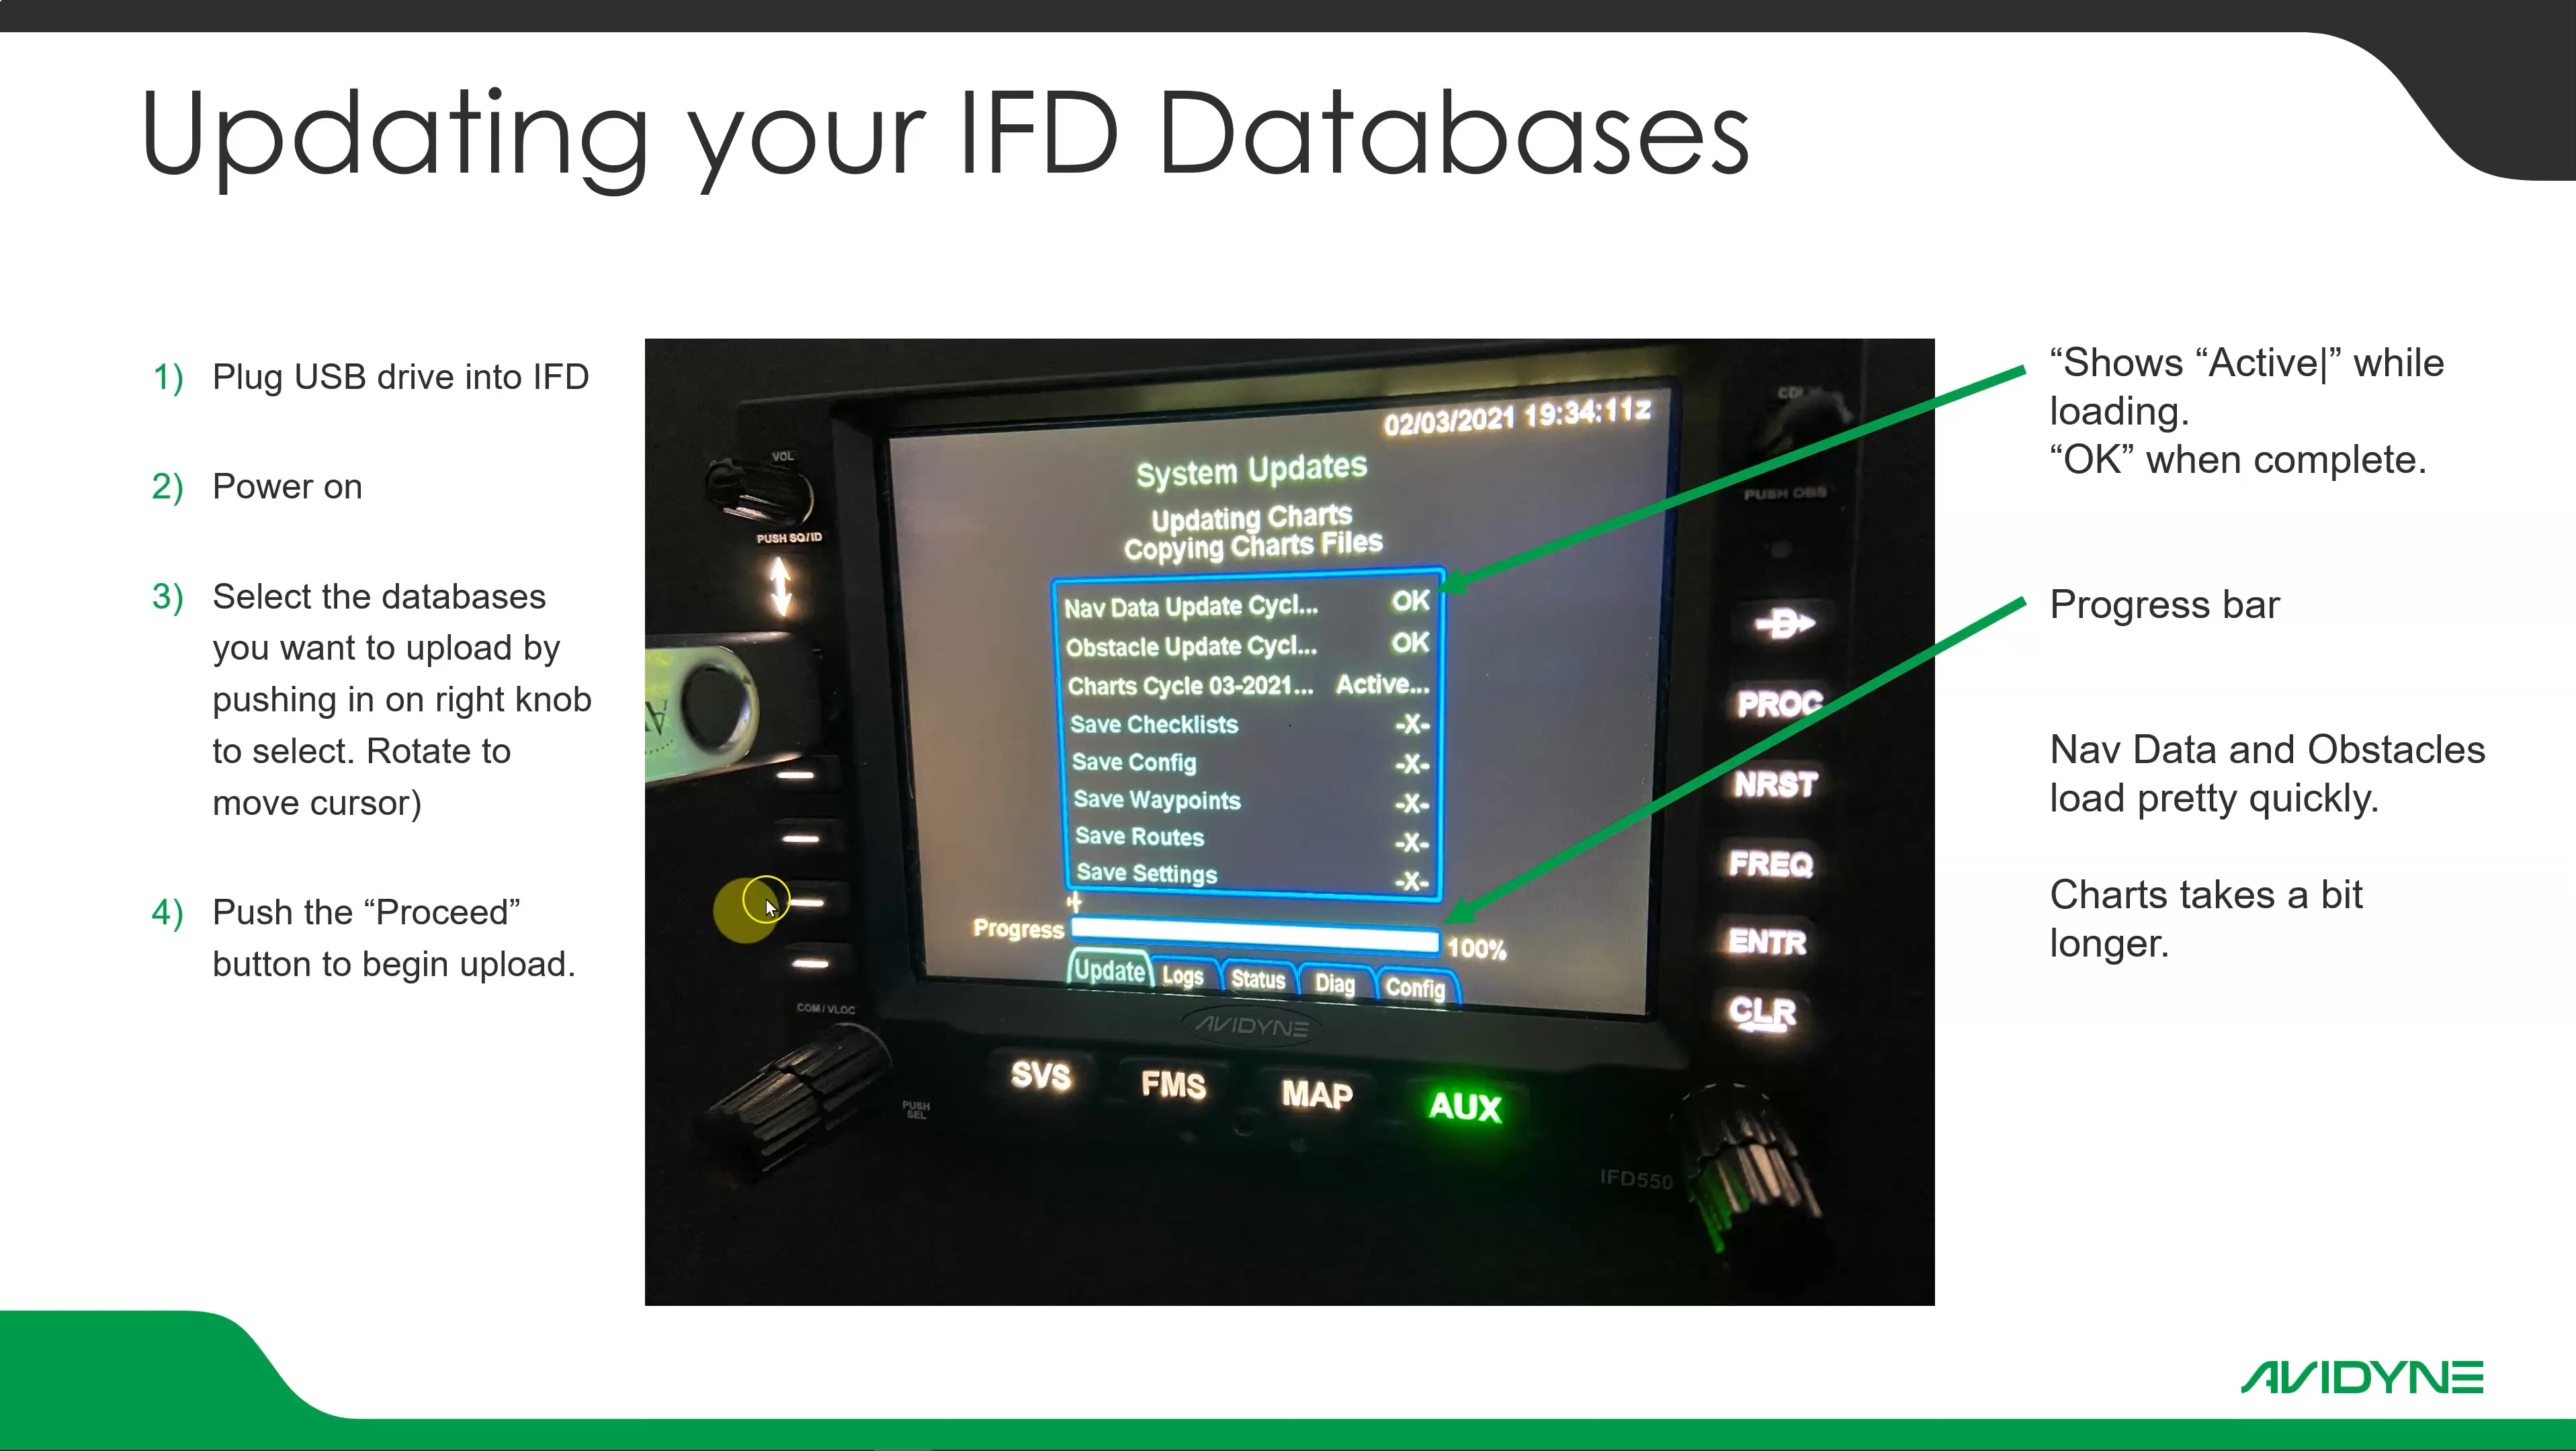 Updating your IFD Databases
1) Plug USB drive into IFD
2) Power on
3) Select the databases
you want to upload by
pushing in on right knob
to select. Rotate to
move cursor)
4) Push the “Proceed”
button to begin upload.
02/03/2021 19:34:11z
System Updates
Updating Charts
Copying Charts Files
Nav Data Update Cycl... OK
Obstacle Update Cycl... OK
Charts Cycle 03-2021... Active...
Save Checklists -X-
Save Config -X-
Save Waypoints -X-
Save Routes -X-
Save Settings -X-
Progress 100%
Update Logs Status Diag Config
AVIDYNE
VOL
PUSH SQ/ID
COM/VLOC
PUSH
SEL
SVS FMS MAP AUX
CDI
PUSH OBS
D
PROC
NRST
FREQ
ENTR
CLR
IFD550
“Shows “Active|” while
loading.
“OK” when complete.
Progress bar
Nav Data and Obstacles
load pretty quickly.
Charts takes a bit
longer.
AVIDYNE